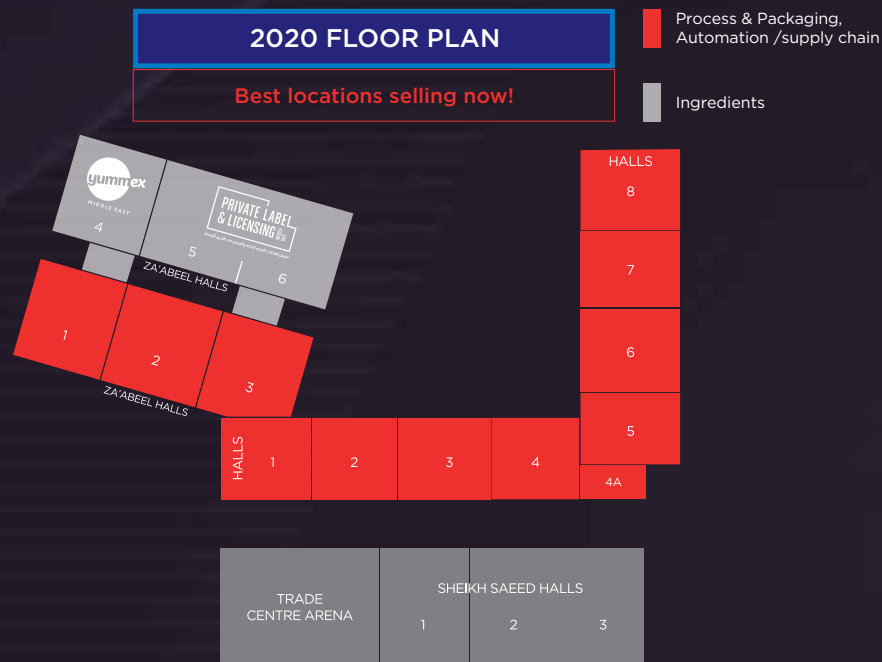 2020 FLOOR PLAN
Best locations selling now!
Process & Packaging,
Automation /supply chain
Ingredients
yummex
MIDDLE EAST
4
PRIVATE LABEL
& LICENSING
5
6
ZA'ABEEL HALLS
1
2
3
ZA'ABEEL HALLS
HALLS
8
7
6
5
4A
HALLS
1
2
3
4
TRADE
CENTRE ARENA
SHEIKH SAEED HALLS
1
2
3